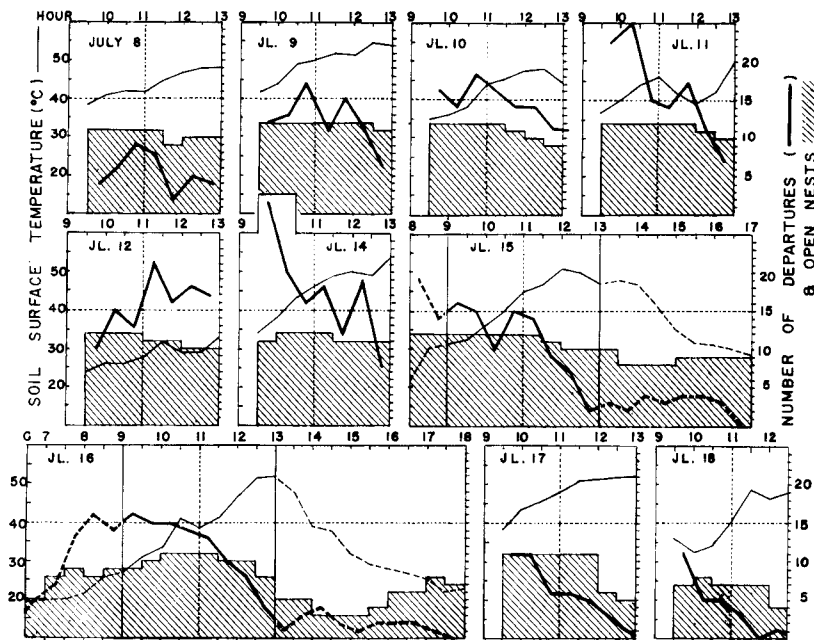 HOUR
9 10 11 12 13
9 10 11 12 13
8 9 10 11 12 13
9 10 11 12 13
JULY 8
JL. 9
JL.10
JL.11
50
40
30
20
25
20
15
10
5
9 10 11 12 13
9 10 11 12 13
8 9 10 11 12 13 14 15 16 17
JL. 12
JL. 14
JL. 15
50
40
30
20
20
15
10
5
SOIL SURFACE TEMPERATURE (°C)
NUMBER OF DEPARTURES ( )
& OPEN NESTS
G 7 8 9 10 11 12 13 14 15 16 17 18
9 10 11 12 13
9 10 11 12
JL. 16
JL.17
JL. 18
50
40
30
20
20
15
10
5